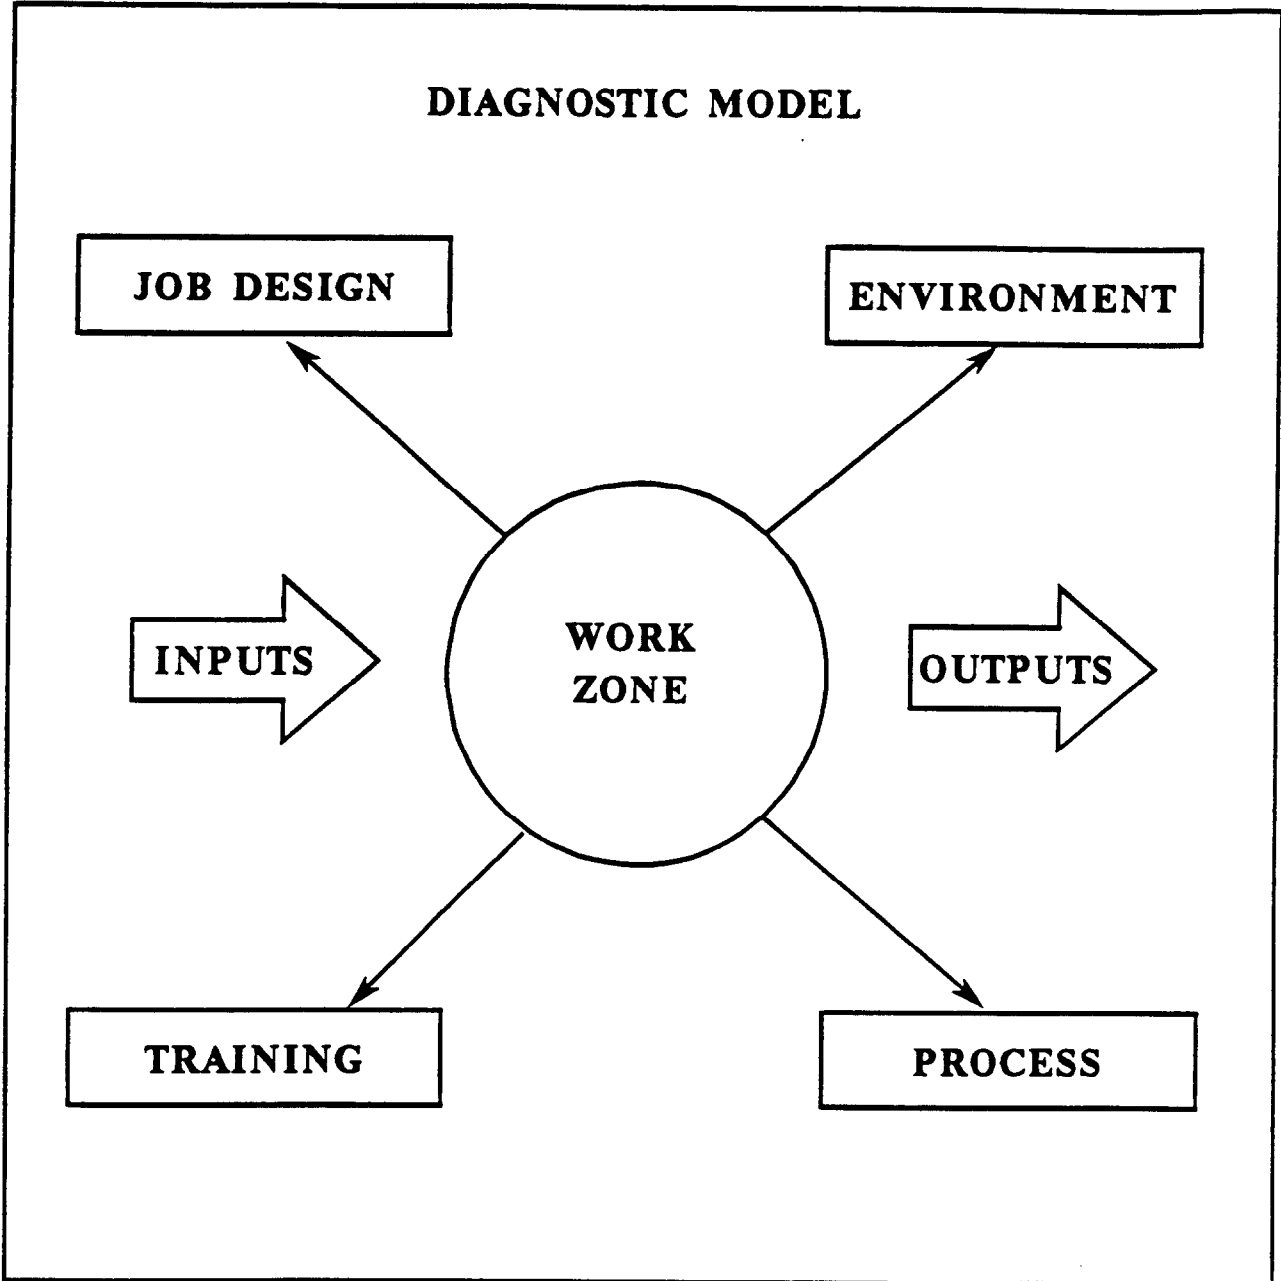 DIAGNOSTIC MODEL
JOB DESIGN
ENVIRONMENT
INPUTS
WORK
ZONE
OUTPUTS
TRAINING
PROCESS